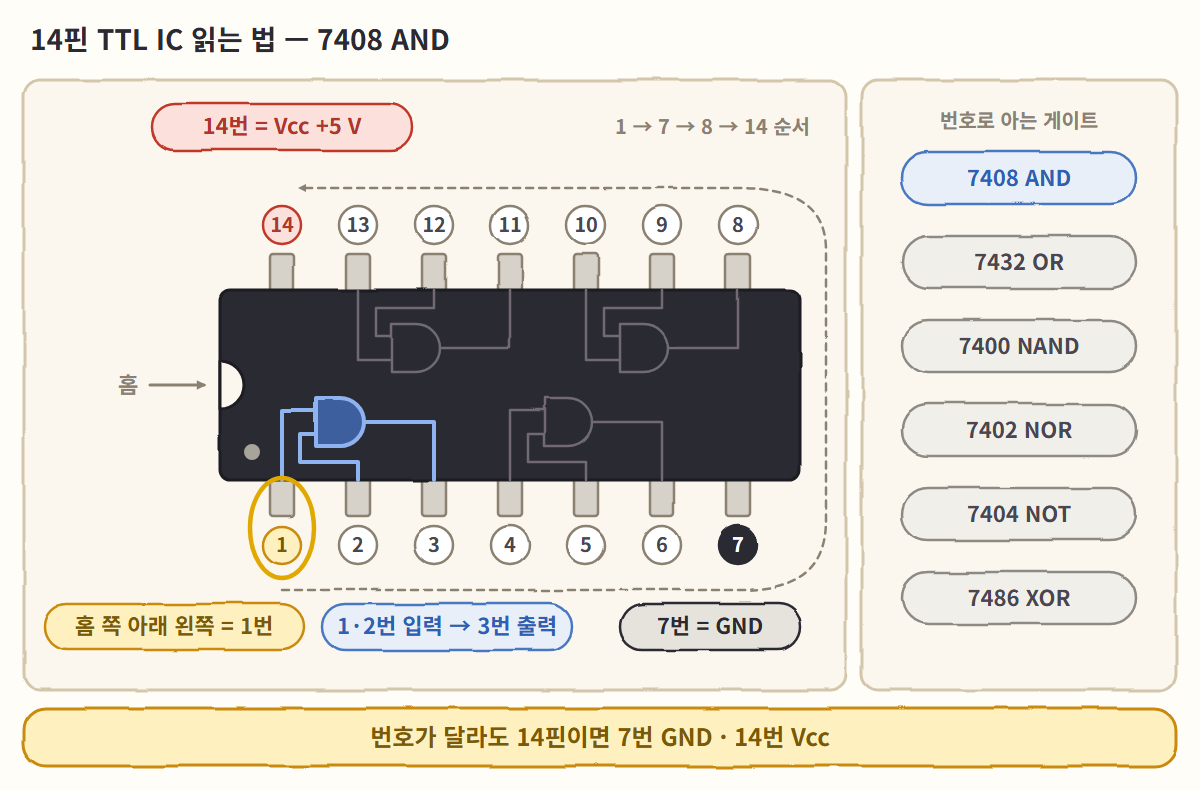 14핀 TTL IC 읽는 법 — 7408 AND
14번 = Vcc +5 V
1 → 7 → 8 → 14 순서
14 13 12 11 10 9 8
홈
1 2 3 4 5 6 7
홈 쪽 아래 왼쪽 = 1번
1·2번 입력 → 3번 출력
7번 = GND
번호로 아는 게이트
7408 AND
7432 OR
7400 NAND
7402 NOR
7404 NOT
7486 XOR
번호가 달라도 14핀이면 7번 GND · 14번 Vcc